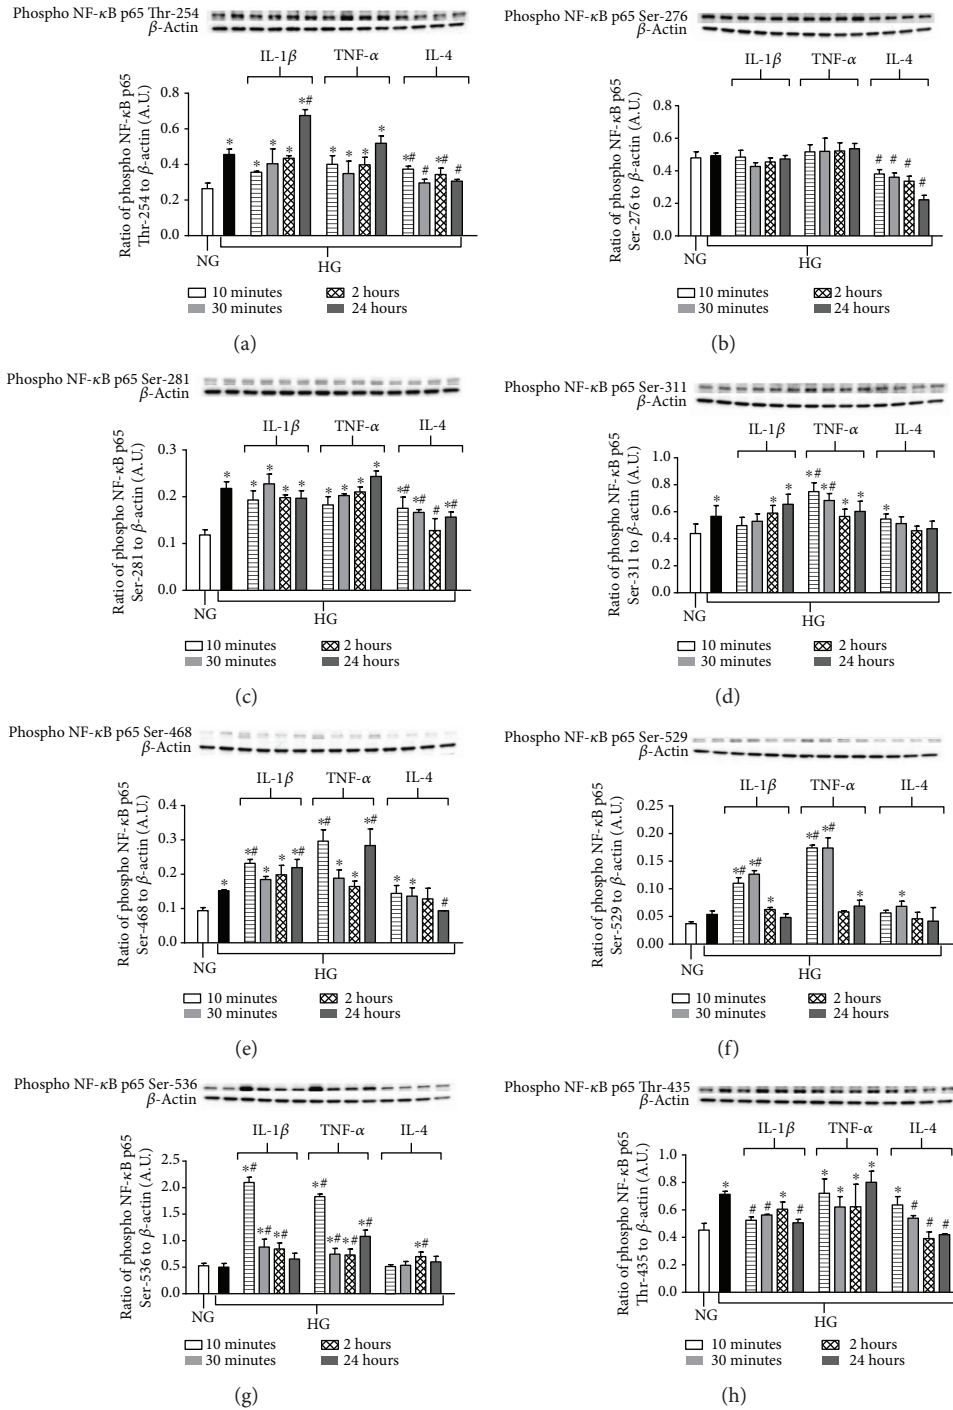 Phospho NF-κB p65 Thr-254
β-Actin
IL-1β TNF-α IL-4
Ratio of phospho NF-κB p65
Thr-254 to β-actin (A.U.)
0.8
0.6
0.4
0.2
0.0
* * * * *# * * * * *# # *# #
NG
HG
10 minutes 2 hours
30 minutes 24 hours
(a)
Phospho NF-κB p65 Ser-276
β-Actin
IL-1β TNF-α IL-4
Ratio of phospho NF-κB p65
Ser-276 to β-actin (A.U.)
0.8
0.6
0.4
0.2
0.0
# # # #
NG
HG
10 minutes 2 hours
30 minutes 24 hours
(b)
Phospho NF-κB p65 Ser-281
β-Actin
IL-1β TNF-α IL-4
Ratio of phospho NF-κB p65
Ser-281 to β-actin (A.U.)
0.3
0.2
0.1
0.0
* * * * * * * * * *# *# # *#
NG
HG
10 minutes 2 hours
30 minutes 24 hours
(c)
Phospho NF-κB p65 Ser-311
β-Actin
IL-1β TNF-α IL-4
Ratio of phospho NF-κB p65
Ser-311 to β-actin (A.U.)
1.0
0.8
0.6
0.4
0.2
0.0
* * * *# *# * * *
NG
HG
10 minutes 2 hours
30 minutes 24 hours
(d)
Phospho NF-κB p65 Ser-468
β-Actin
IL-1β TNF-α IL-4
Ratio of phospho NF-κB p65
Ser-468 to β-actin (A.U.)
0.4
0.3
0.2
0.1
0.0
* *# * * *# *# * * *# * * #
NG
HG
10 minutes 2 hours
30 minutes 24 hours
(e)
Phospho NF-κB p65 Ser-529
β-Actin
IL-1β TNF-α IL-4
Ratio of phospho NF-κB p65
Ser-529 to β-actin (A.U.)
0.25
0.20
0.15
0.10
0.05
0.00
*# *# * *# *# * *
NG
HG
10 minutes 2 hours
30 minutes 24 hours
(f)
Phospho NF-κB p65 Ser-536
β-Actin
IL-1β TNF-α IL-4
Ratio of phospho NF-κB p65
Ser-536 to β-actin (A.U.)
2.5
2.0
1.5
1.0
0.5
0.0
*# *# *# *# *# *# *# *#
NG
HG
10 minutes 2 hours
30 minutes 24 hours
(g)
Phospho NF-κB p65 Thr-435
β-Actin
IL-1β TNF-α IL-4
Ratio of phospho NF-κB p65
Thr-435 to β-actin (A.U.)
1.0
0.8
0.6
0.4
0.2
0.0
* # # * # * * * * * # # #
NG
HG
10 minutes 2 hours
30 minutes 24 hours
(h)